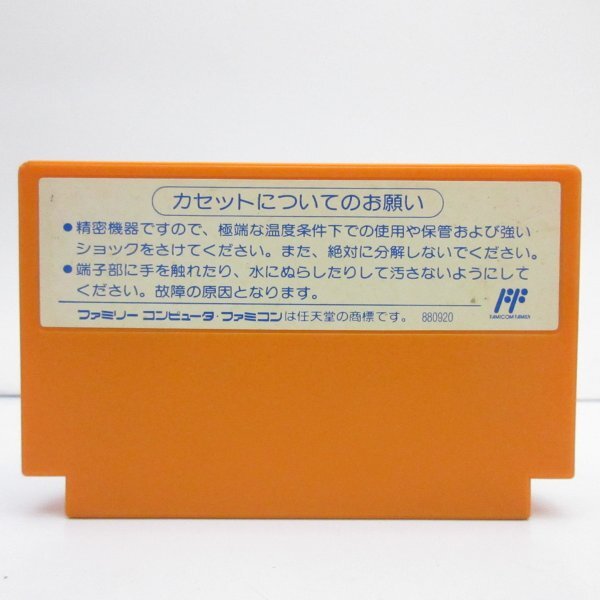 カセットについてのお願い
●精密機器ですので、極端な温度条件下での使用や保管および強い
ショックをさけてください。また、絶対に分解しないでください。
●端子部に手を触れたり、水にぬらしたりして汚さないようにして
ください。故障の原因となります。
FF
FAMICOM FAMILY
ファミリー コンピュータ・ファミコンは任天堂の商標です。 880920